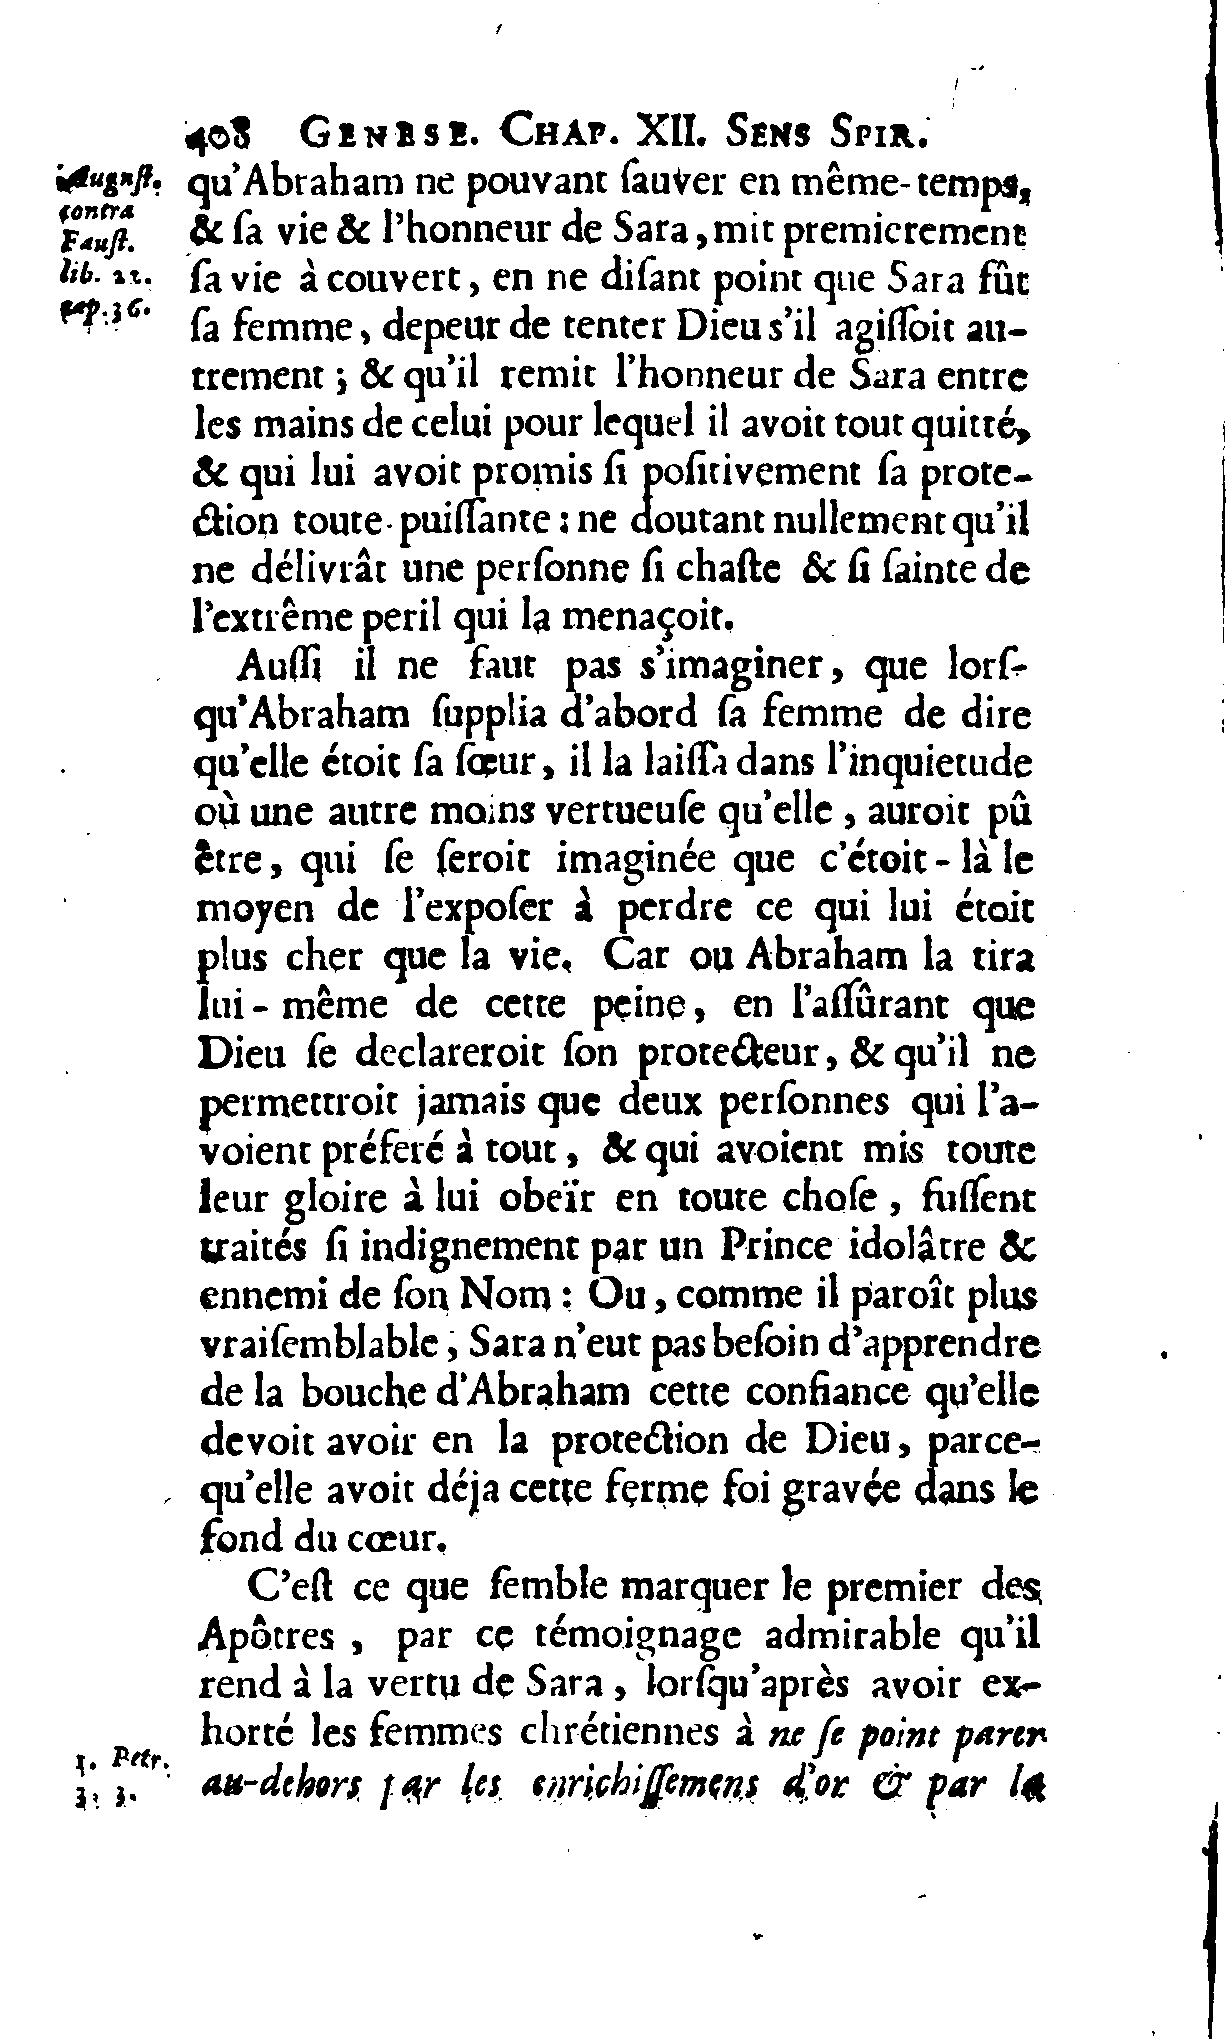 408 GENESE. CHAP. XII. SENS SPIR.
August.
contra
Faust.
lib. 22.
cap. 36.
qu'Abraham ne pouvant ſauver en même-temps,
& ſa vie & l'honneur de Sara, mit premierement
ſa vie à couvert, en ne diſant point que Sara fût
ſa femme, depeur de tenter Dieu s'il agiſſoit au-
trement ; & qu'il remit l'honneur de Sara entre
les mains de celui pour lequel il avoit tout quitté,
& qui lui avoit promis ſi poſitivement ſa prote-
ction toute-puiſſante : ne doutant nullement qu'il
ne délivrât une perſonne ſi chaſte & ſi ſainte de
l'extrême peril qui la menaçoit.
Auſſi il ne faut pas s'imaginer, que lorſ-
qu'Abraham ſupplia d'abord ſa femme de dire
qu'elle étoit ſa ſœur, il la laiſſa dans l'inquietude
où une autre moins vertueuſe qu'elle, auroit pû
être, qui ſe ſeroit imaginée que c'étoit-là le
moyen de l'expoſer à perdre ce qui lui étoit
plus cher que la vie. Car ou Abraham la tira
lui-même de cette peine, en l'aſſûrant que
Dieu ſe declareroit ſon protecteur, & qu'il ne
permettroit jamais que deux perſonnes qui l'a-
voient préferé à tout, & qui avoient mis toute
leur gloire à lui obeïr en toute choſe, fuſſent
traités ſi indignement par un Prince idolâtre &
ennemi de ſon Nom : Ou, comme il paroît plus
vraiſemblable, Sara n'eut pas beſoin d'apprendre
de la bouche d'Abraham cette confiance qu'elle
devoit avoir en la protection de Dieu, parce-
qu'elle avoit déja cette ferme foi gravée dans le
fond du cœur.
C'eſt ce que ſemble marquer le premier des
Apôtres, par ce témoignage admirable qu'il
rend à la vertu de Sara, lorſqu'après avoir ex-
horté les femmes chrétiennes à ne ſe point parer
1. Petr.
3. 3.
au-dehors par les enrichiſſemens d'or & par la